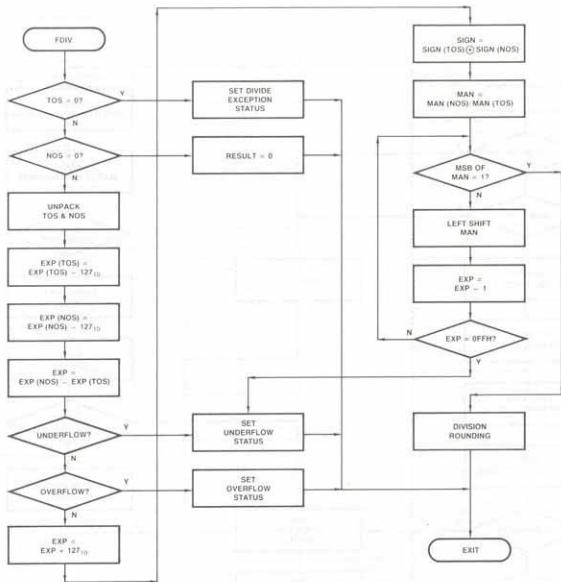 FDIV
TOS = 0?
Y
N
SET DIVIDE
EXCEPTION
STATUS
NOS = 0?
Y
N
RESULT = 0
UNPACK
TOS & NOS
EXP (TOS) =
EXP (TOS) − 127₁₀
EXP (NOS) =
EXP (NOS) − 127₁₀
EXP =
EXP (NOS) − EXP (TOS)
UNDERFLOW?
Y
N
SET
UNDERFLOW
STATUS
OVERFLOW?
Y
N
SET
OVERFLOW
STATUS
EXP =
EXP + 127₁₀
SIGN =
SIGN (TOS) ⊕ SIGN (NOS)
MAN =
MAN (NOS)/MAN (TOS)
MSB OF
MAN = 1?
Y
N
LEFT SHIFT
MAN
EXP =
EXP − 1
EXP = 0FFH?
N
Y
DIVISION
ROUNDING
EXIT